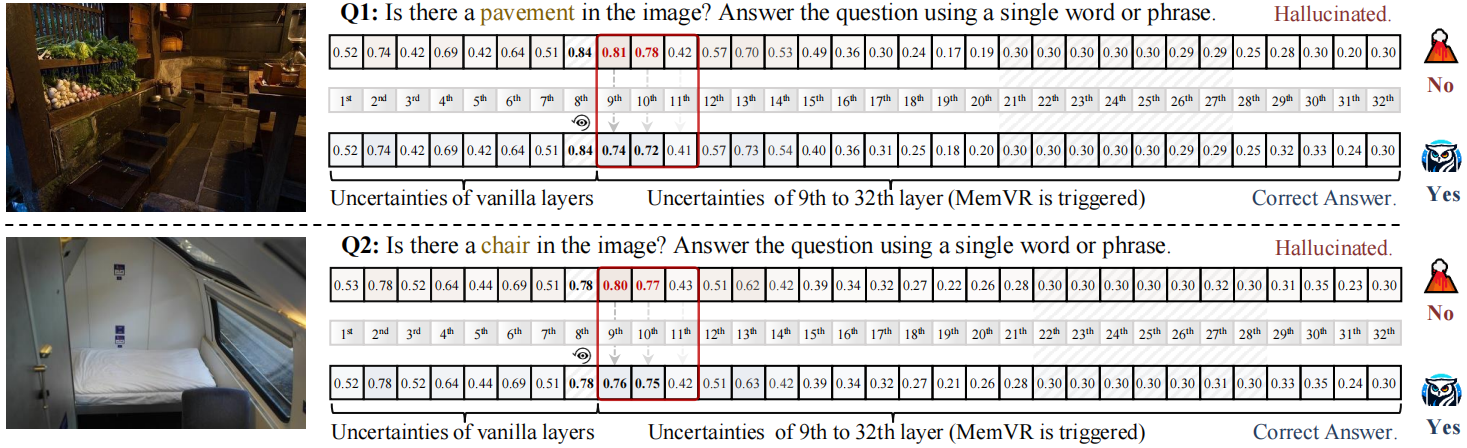 Q1: Is there a pavement in the image? Answer the question using a single word or phrase. Hallucinated.
0.52 0.74 0.42 0.69 0.42 0.64 0.51 0.84 0.81 0.78 0.42 0.57 0.70 0.53 0.49 0.36 0.30 0.24 0.17 0.19 0.30 0.30 0.30 0.30 0.30 0.29 0.29 0.25 0.28 0.30 0.20 0.30
No
1st 2nd 3rd 4th 5th 6th 7th 8th 9th 10th 11th 12th 13th 14th 15th 16th 17th 18th 19th 20th 21th 22th 23th 24th 25th 26th 27th 28th 29th 30th 31th 32th
0.52 0.74 0.42 0.69 0.42 0.64 0.51 0.84 0.74 0.72 0.41 0.57 0.73 0.54 0.40 0.36 0.31 0.25 0.18 0.20 0.30 0.30 0.30 0.30 0.30 0.29 0.29 0.25 0.32 0.33 0.24 0.30
Uncertainties of vanilla layers Uncertainties of 9th to 32th layer (MemVR is triggered) Correct Answer. Yes
Q2: Is there a chair in the image? Answer the question using a single word or phrase. Hallucinated.
0.53 0.78 0.52 0.64 0.44 0.69 0.51 0.78 0.80 0.77 0.43 0.51 0.62 0.42 0.39 0.34 0.32 0.27 0.22 0.26 0.28 0.30 0.30 0.30 0.30 0.30 0.32 0.30 0.31 0.35 0.23 0.30
No
1st 2nd 3rd 4th 5th 6th 7th 8th 9th 10th 11th 12th 13th 14th 15th 16th 17th 18th 19th 20th 21th 22th 23th 24th 25th 26th 27th 28th 29th 30th 31th 32th
0.52 0.78 0.52 0.64 0.44 0.69 0.51 0.78 0.76 0.75 0.42 0.51 0.63 0.42 0.39 0.34 0.32 0.27 0.21 0.26 0.28 0.30 0.30 0.30 0.30 0.30 0.31 0.30 0.33 0.35 0.24 0.30
Uncertainties of vanilla layers Uncertainties of 9th to 32th layer (MemVR is triggered) Correct Answer. Yes